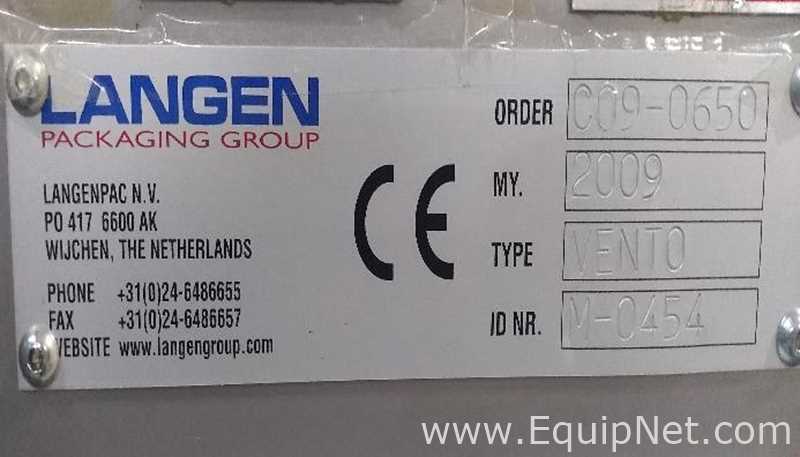 LANGEN
PACKAGING GROUP
LANGENPAC N.V.
PO 417 6600 AK
WIJCHEN, THE NETHERLANDS
PHONE +31(0)24-6486655
FAX +31(0)24-6486657
WEBSITE www.langengroup.com
CE
ORDER C09-0650
MY. 2009
TYPE VENTO
ID NR. M-0454
www.EquipNet.com